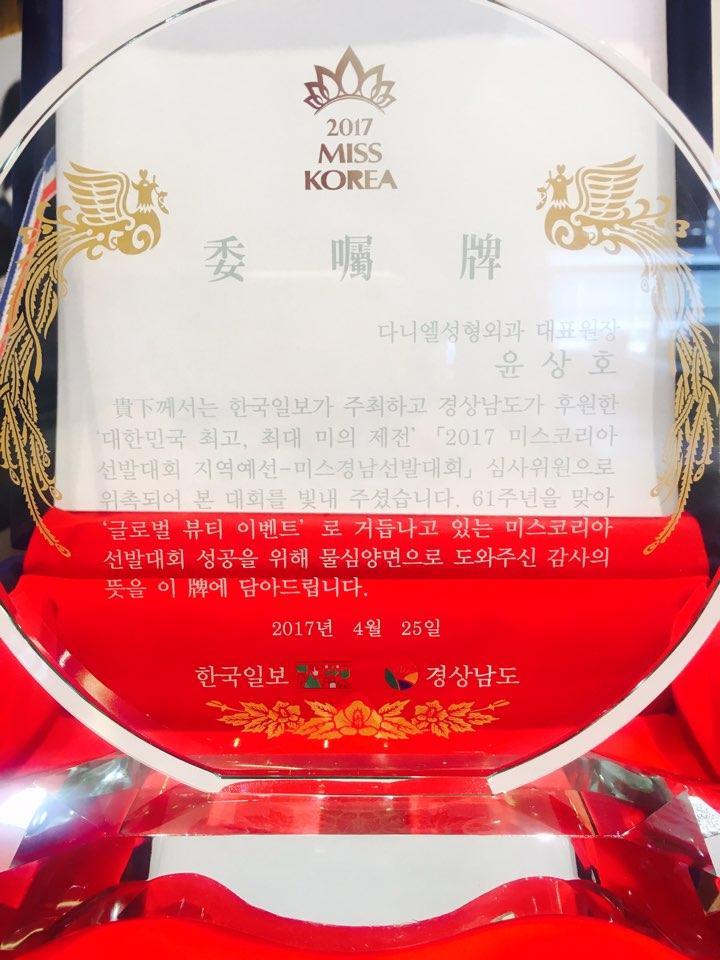 2017
MISS
KOREA
委 囑 牌
다니엘성형외과 대표원장
윤 상 호
貴下께서는 한국일보가 주최하고 경상남도가 후원한
'대한민국 최고, 최대 미의 제전' 「2017 미스코리아
선발대회 지역예선-미스경남선발대회」 심사위원으로
위촉되어 본 대회를 빛내 주셨습니다. 61주년을 맞아
'글로벌 뷰티 이벤트' 로 거듭나고 있는 미스코리아
선발대회 성공을 위해 물심양면으로 도와주신 감사의
뜻을 이 牌에 담아드립니다.
2017년 4월 25일
한국일보 경상남도